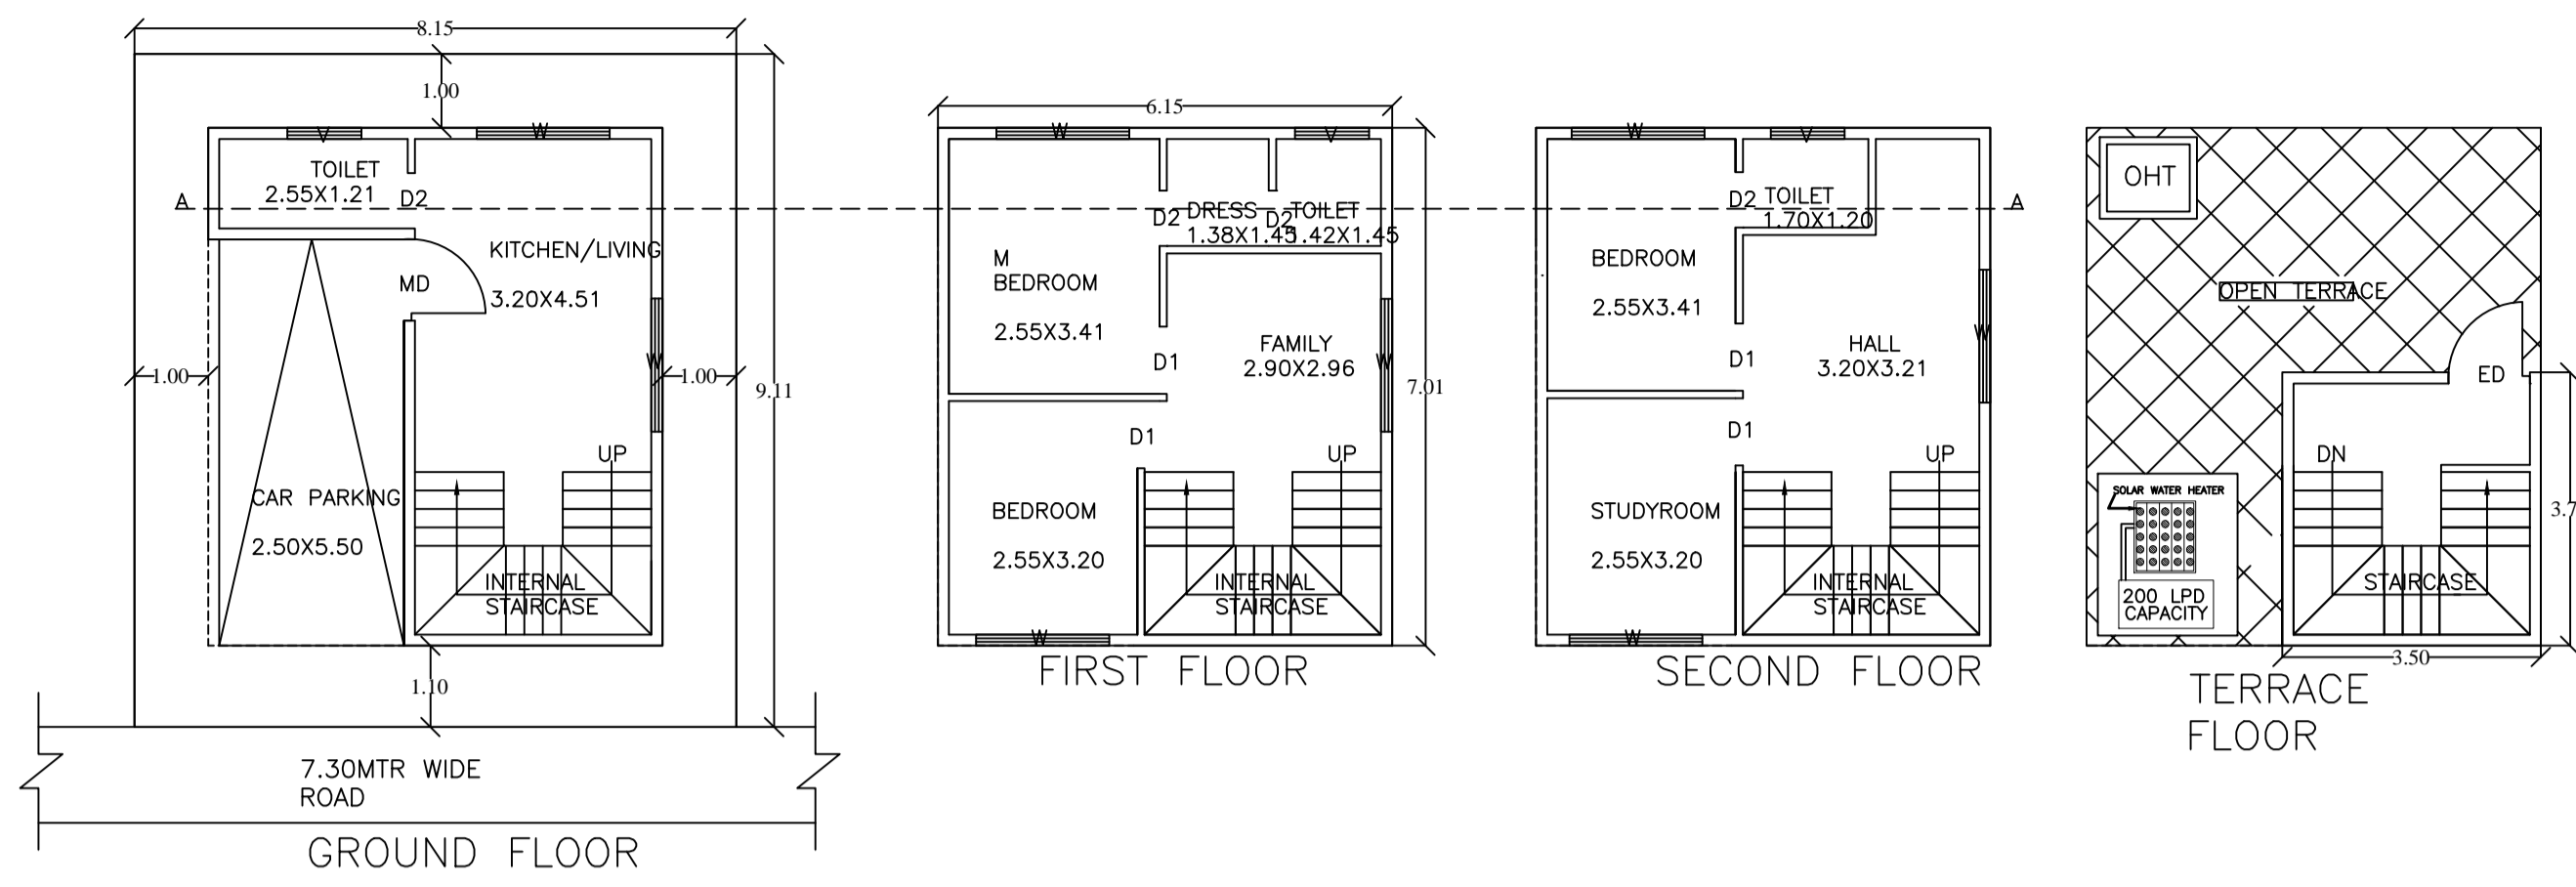 8.15
1.00
V
W
TOILET
2.55X1.21
A
D2
KITCHEN/LIVING
3.20X4.51
MD
1.00
1.00
9.11
W
UP
CAR PARKING
2.50X5.50
INTERNAL
STAIRCASE
1.10
7.30MTR WIDE
ROAD
GROUND FLOOR
6.15
W
V
D2
DRESS
1.38X1.45
D2
TOILET
1.42X1.45
M
BEDROOM
2.55X3.41
D1
FAMILY
2.90X2.96
W
7.01
D1
UP
BEDROOM
2.55X3.20
INTERNAL
STAIRCASE
W
FIRST FLOOR
W
V
D2
TOILET
1.70X1.20
A
BEDROOM
2.55X3.41
D1
HALL
3.20X3.21
W
D1
UP
STUDYROOM
2.55X3.20
INTERNAL
STAIRCASE
W
SECOND FLOOR
OHT
OPEN TERRACE
ED
DN
SOLAR WATER HEATER
200 LPD
CAPACITY
STAIRCASE
3.7
3.50
TERRACE
FLOOR